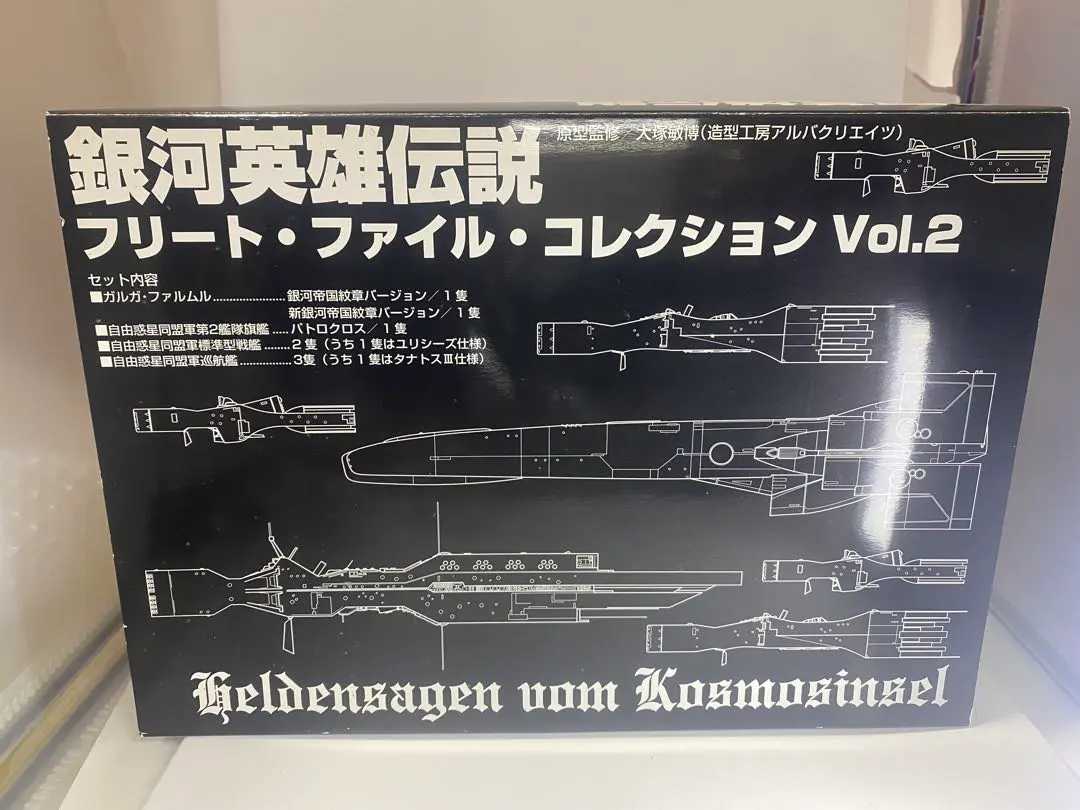 銀河英雄伝説
原型監修／大塚敏博(造型工房アルバクリエイツ)
フリート・ファイル・コレクション Vol.2
セット内容
■ガルガ・ファルムル……………………銀河帝国紋章バージョン／１隻
新銀河帝国紋章バージョン／１隻
■自由惑星同盟軍第２艦隊旗艦……パトロクロス／１隻
■自由惑星同盟軍標準型戦艦………２隻（うち１隻はユリシーズ仕様）
■自由惑星同盟軍巡航艦………………３隻（うち１隻はタナトスⅢ仕様）
Heldensagen vom Kosmosinsel